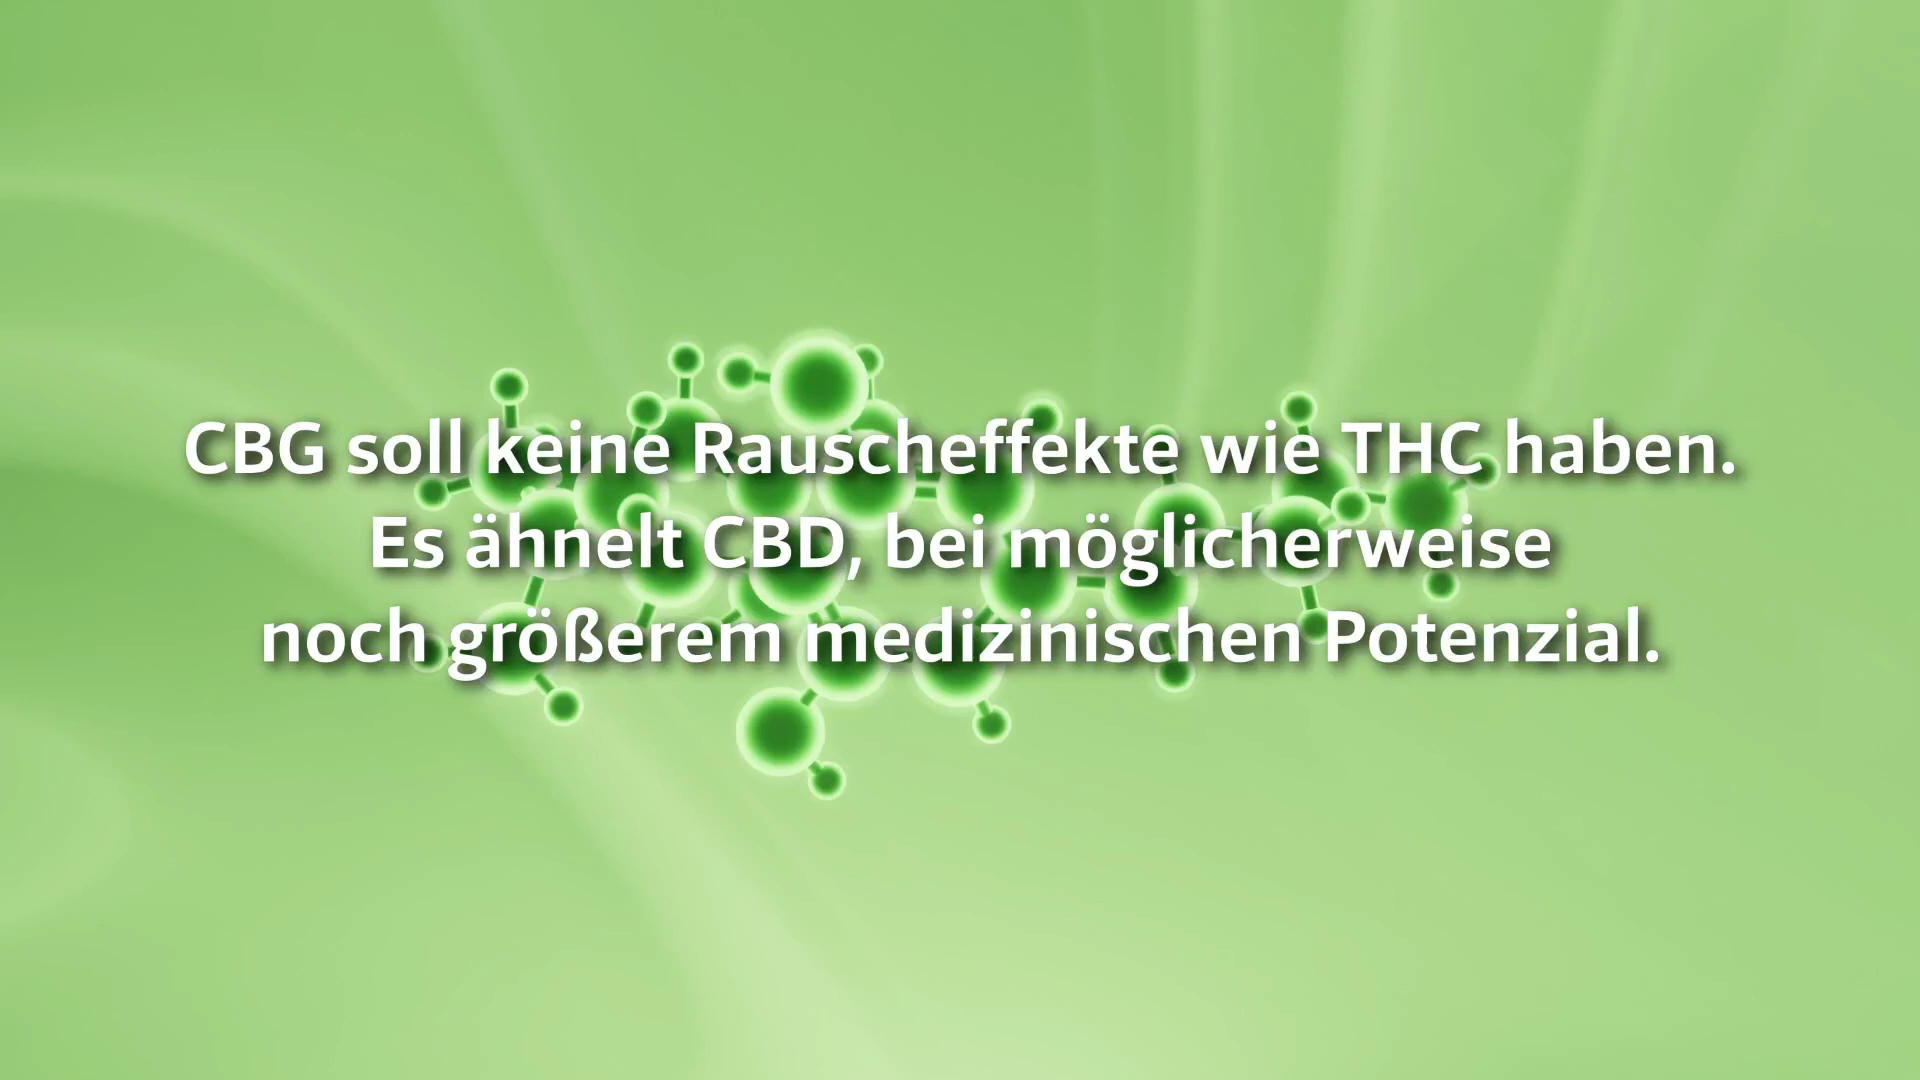 CBG soll keine Rauscheffekte wie THC haben.
Es ähnelt CBD, bei möglicherweise
noch größerem medizinischen Potenzial.